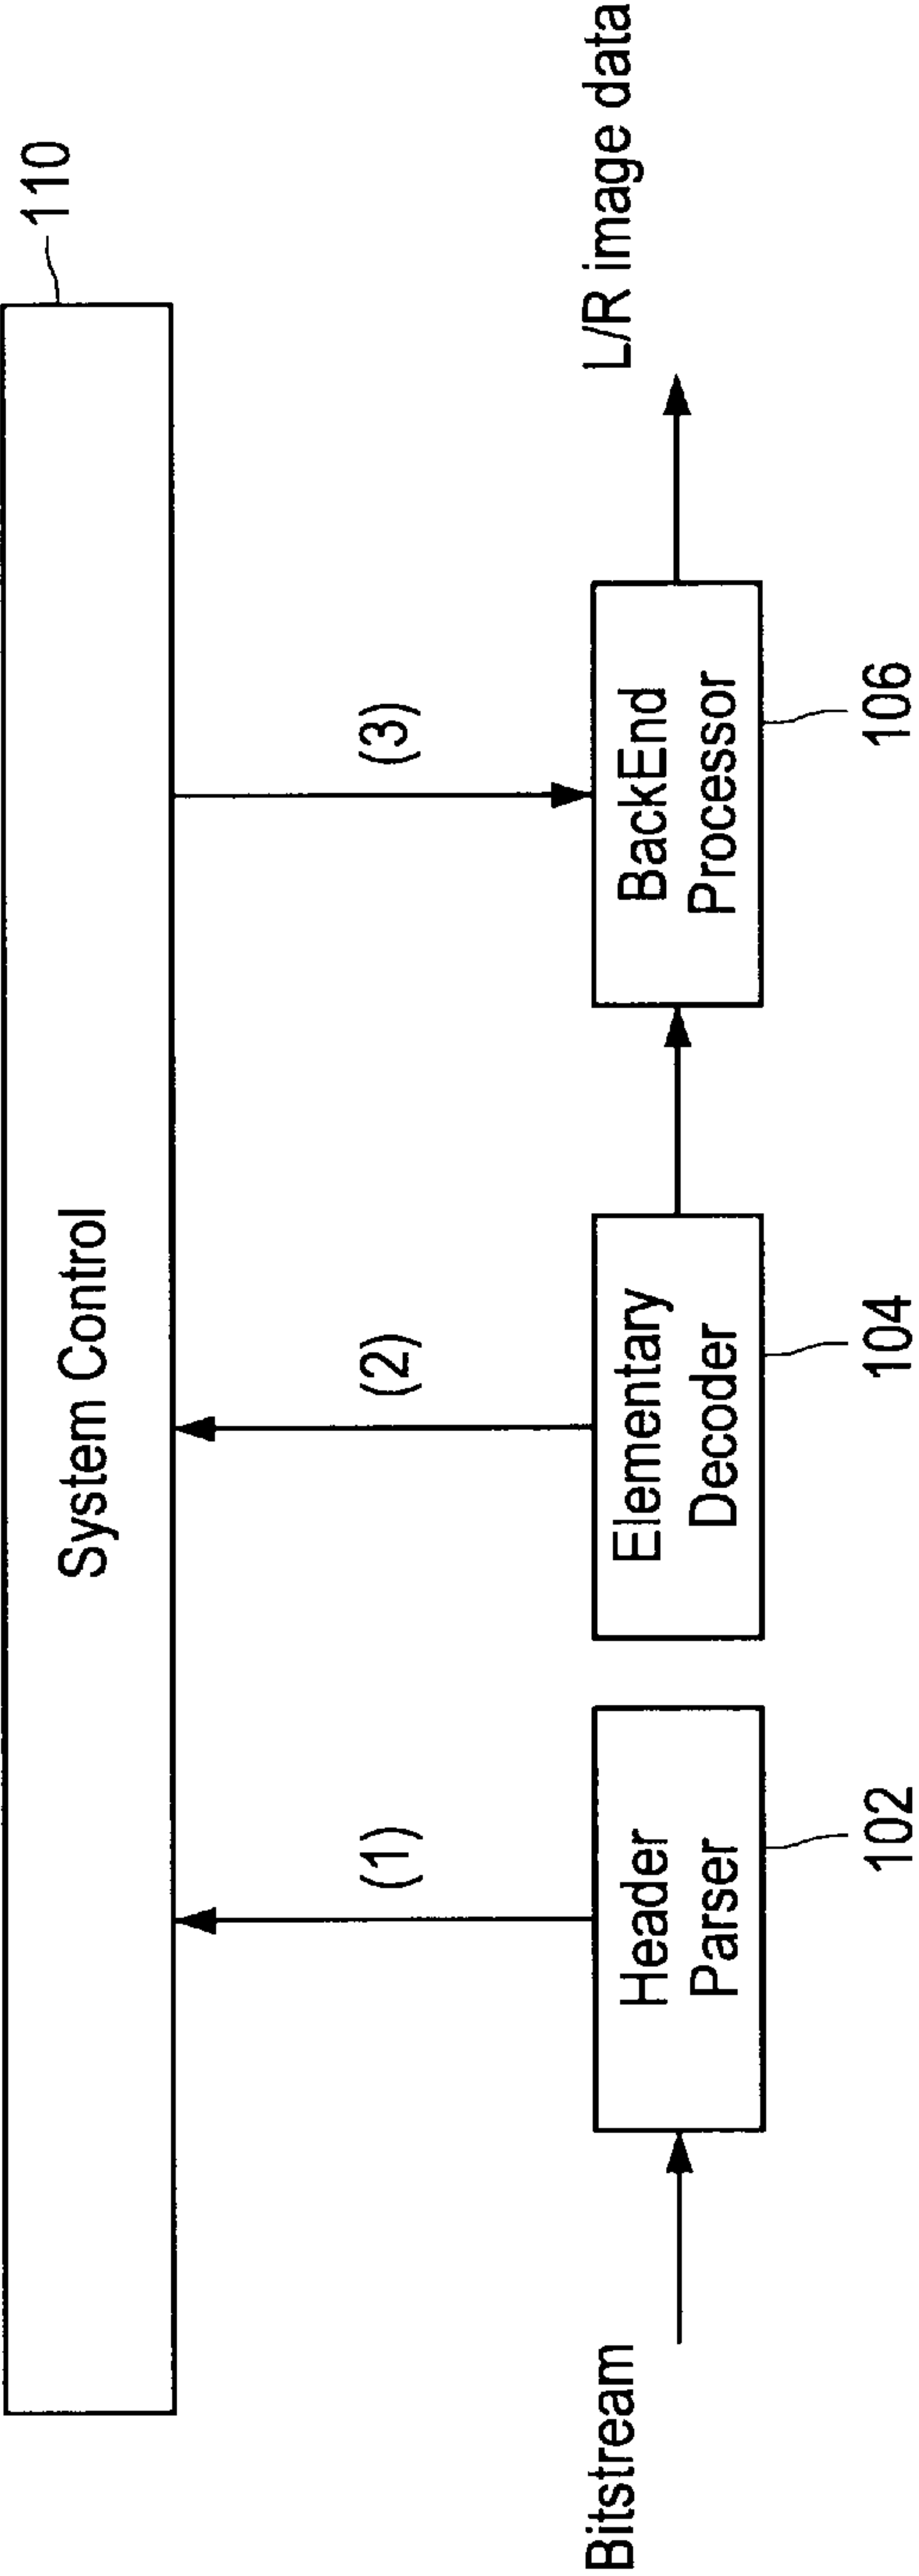 110
System Control
(1)
(2)
(3)
Bitstream
Header
Parser
Elementary
Decoder
BackEnd
Processor
L/R image data
102
104
106